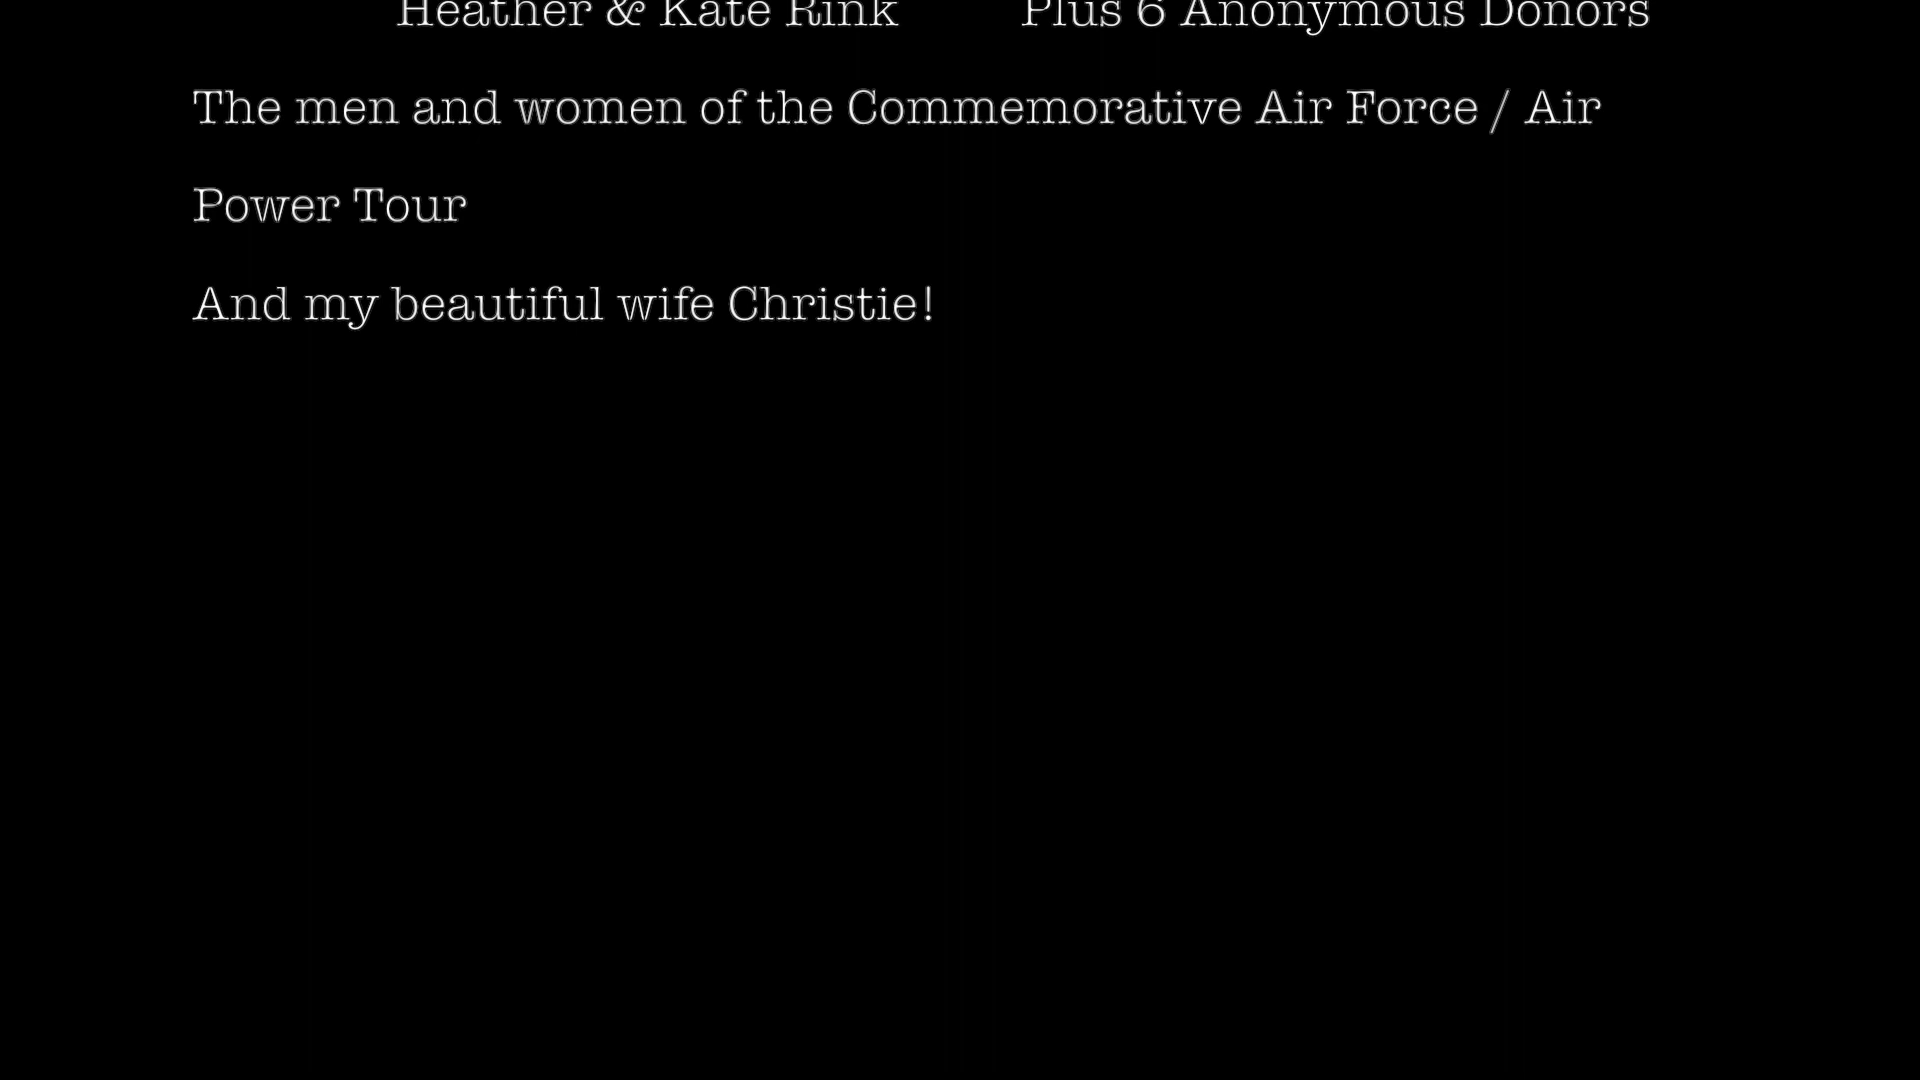 Heather & Kate Rink Plus 6 Anonymous Donors
The men and women of the Commemorative Air Force / Air
Power Tour
And my beautiful wife Christie!